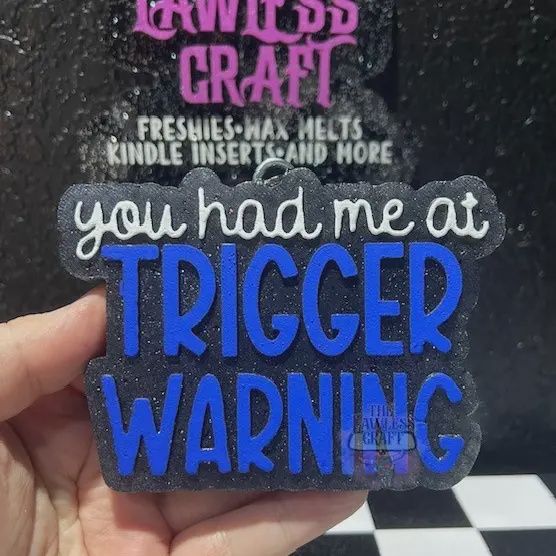 LAWLESS
CRAFT
FRESHIES•WAX MELTS
KINDLE INSERTS•AND MORE
you had me at
TRIGGER
WARNING
THE
LAWLESS
CRAFT